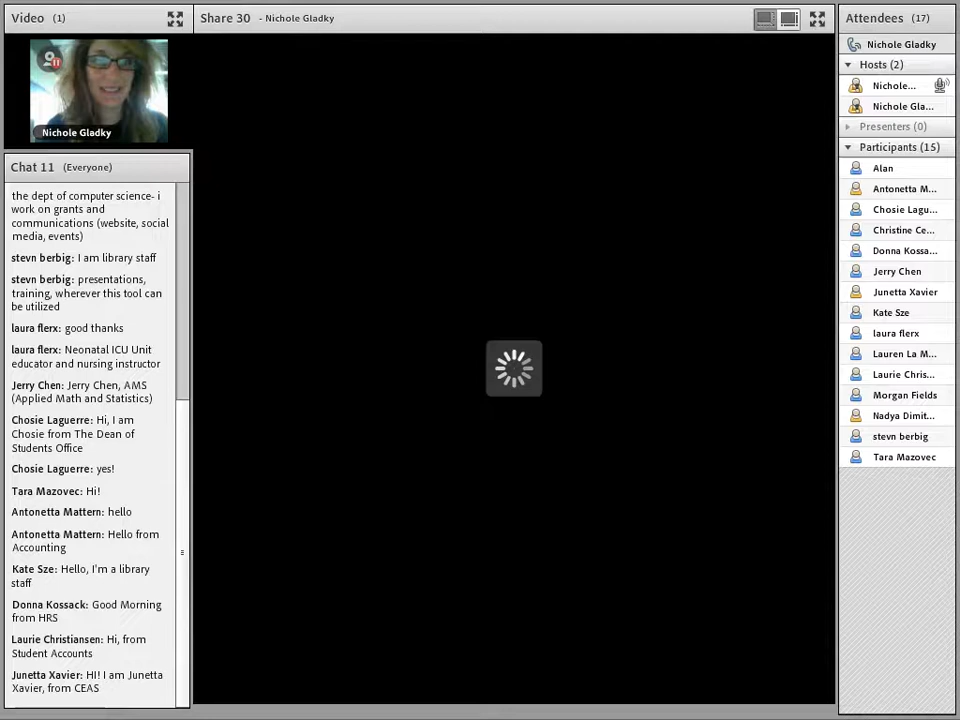 Video (1)
Nichole Gladky
Chat 11 (Everyone)
the dept of computer science- i
work on grants and
communications (website, social
media, events)
stevn berbig: I am library staff
stevn berbig: presentations,
training, wherever this tool can
be utilized
laura flerx: good thanks
laura flerx: Neonatal ICU Unit
educator and nursing instructor
Jerry Chen: Jerry Chen, AMS
(Applied Math and Statistics)
Chosie Laguerre: Hi, I am
Chosie from The Dean of
Students Office
Chosie Laguerre: yes!
Tara Mazovec: Hi!
Antonetta Mattern: hello
Antonetta Mattern: Hello from
Accounting
Kate Sze: Hello, I'm a library
staff
Donna Kossack: Good Morning
from HRS
Laurie Christiansen: Hi, from
Student Accounts
Junetta Xavier: HI! I am Junetta
Xavier, from CEAS
Share 30 - Nichole Gladky
Attendees (17)
Nichole Gladky
Hosts (2)
Nichole...
Nichole Gla...
Presenters (0)
Participants (15)
Alan
Antonetta M...
Chosie Lagu...
Christine Ce...
Donna Kossa...
Jerry Chen
Junetta Xavier
Kate Sze
laura flerx
Lauren La M...
Laurie Chris...
Morgan Fields
Nadya Dimit...
stevn berbig
Tara Mazovec